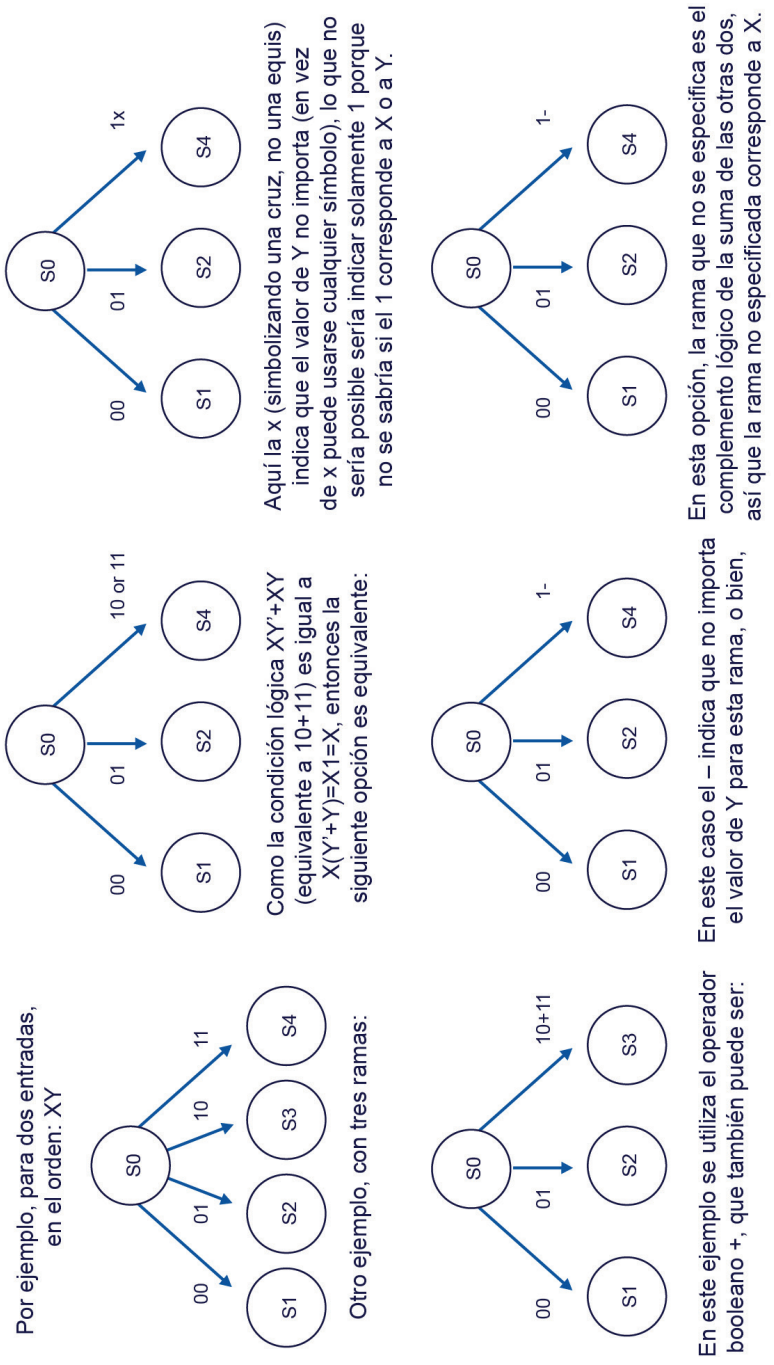 Por ejemplo, para dos entradas,
en el orden: XY
S0
00 01 10 11
S1 S2 S3 S4
Otro ejemplo, con tres ramas:
S0
00 01 10+11
S1 S2 S3
En este ejemplo se utiliza el operador
booleano +, que también puede ser:
S0
00 01 10 or 11
S1 S2 S4
Como la condición lógica XY'+XY
(equivalente a 10+11) es igual a
X(Y'+Y)=X1=X, entonces la
siguiente opción es equivalente:
S0
00 01 1-
S1 S2 S4
En este caso el – indica que no importa
el valor de Y para esta rama, o bien,
S0
00 01 1x
S1 S2 S4
Aquí la x (simbolizando una cruz, no una equis)
indica que el valor de Y no importa (en vez
de x puede usarse cualquier símbolo), lo que no
sería posible sería indicar solamente 1 porque
no se sabría si el 1 corresponde a X o a Y.
S0
00 01 1-
S1 S2 S4
En esta opción, la rama que no se especifica es el
complemento lógico de la suma de las otras dos,
así que la rama no especificada corresponde a X.